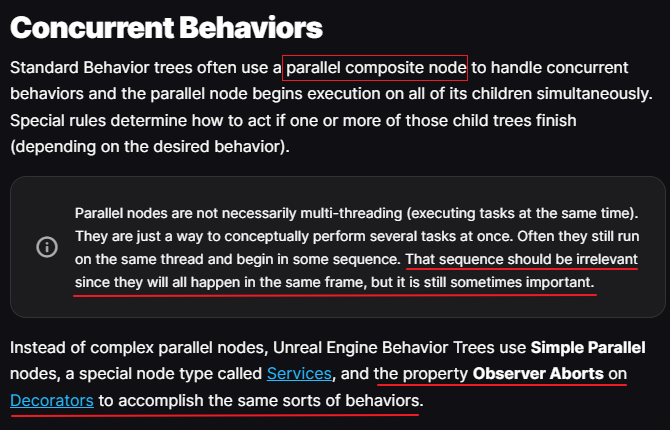 Concurrent Behaviors
Standard Behavior trees often use a parallel composite node to handle concurrent
behaviors and the parallel node begins execution on all of its children simultaneously.
Special rules determine how to act if one or more of those child trees finish
(depending on the desired behavior).
Parallel nodes are not necessarily multi-threading (executing tasks at the same time).
They are just a way to conceptually perform several tasks at once. Often they still run
on the same thread and begin in some sequence. That sequence should be irrelevant
since they will all happen in the same frame, but it is still sometimes important.
Instead of complex parallel nodes, Unreal Engine Behavior Trees use Simple Parallel
nodes, a special node type called Services, and the property Observer Aborts on
Decorators to accomplish the same sorts of behaviors.